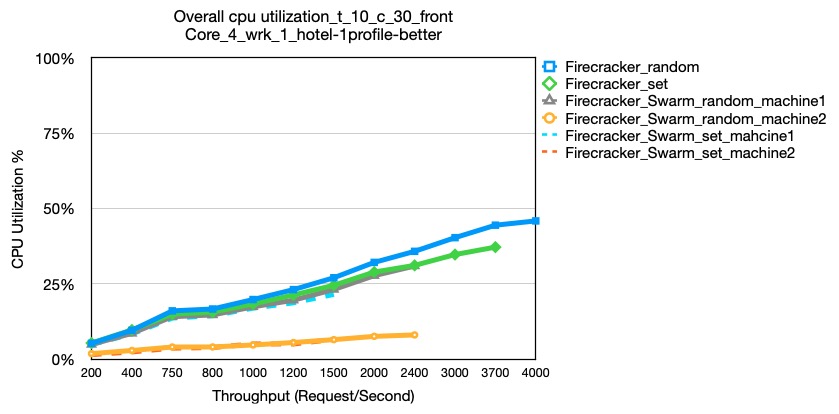 Overall cpu utilization_t_10_c_30_front
Core_4_wrk_1_hotel-1profile-better
100%
75%
50%
25%
0%
CPU Utilization %
200 400 750 800 1000 1200 1500 2000 2400 3000 3700 4000
Throughput (Request/Second)
Firecracker_random
Firecracker_set
Firecracker_Swarm_random_machine1
Firecracker_Swarm_random_machine2
Firecracker_Swarm_set_mahcine1
Firecracker_Swarm_set_machine2